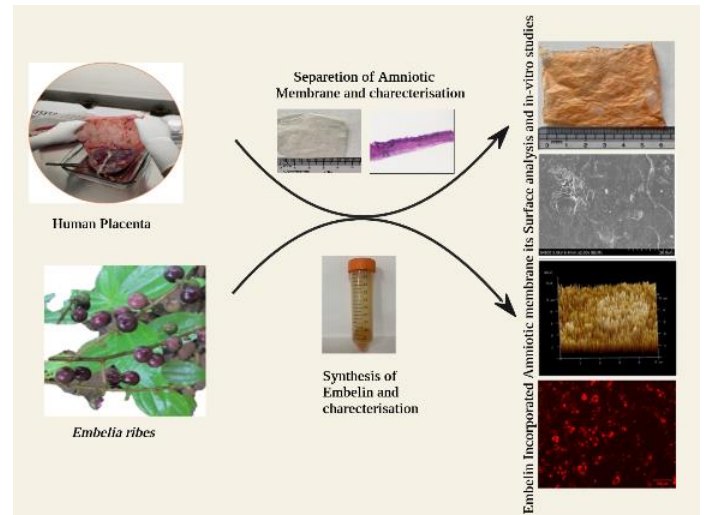 Separetion of Amniotic
Membrane and charecterisation
Human Placenta
Synthesis of
Embelin and
charecterisation
Embelia ribes
Embelin Incorporated Amniotic membrane its Surface analysis and in-vitro studies